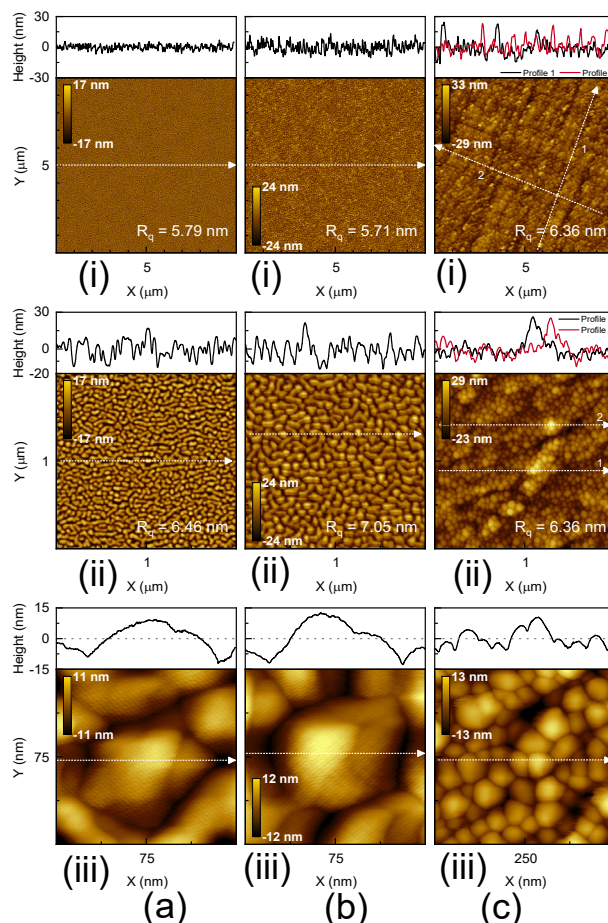 Height (nm)
30
0
-30
Profile 1
Profile
17 nm
-17 nm
24 nm
-24 nm
33 nm
-29 nm
1
2
Y (µm)
5
Rq = 5.79 nm
Rq = 5.71 nm
Rq = 6.36 nm
(i)
5
X (µm)
(i)
5
X (µm)
(i)
5
X (µm)
Height (nm)
30
0
-20
Profile
Profile
17 nm
-17 nm
24 nm
-24 nm
29 nm
-23 nm
2
1
Y (µm)
1
Rq = 6.46 nm
Rq = 7.05 nm
Rq = 6.36 nm
(ii)
1
X (µm)
(ii)
1
X (µm)
(ii)
1
X (µm)
Height (nm)
15
0
-15
11 nm
-11 nm
12 nm
-12 nm
13 nm
-13 nm
Y (nm)
75
(iii)
75
X (nm)
(iii)
75
X (nm)
(iii)
250
X (nm)
(a)
(b)
(c)